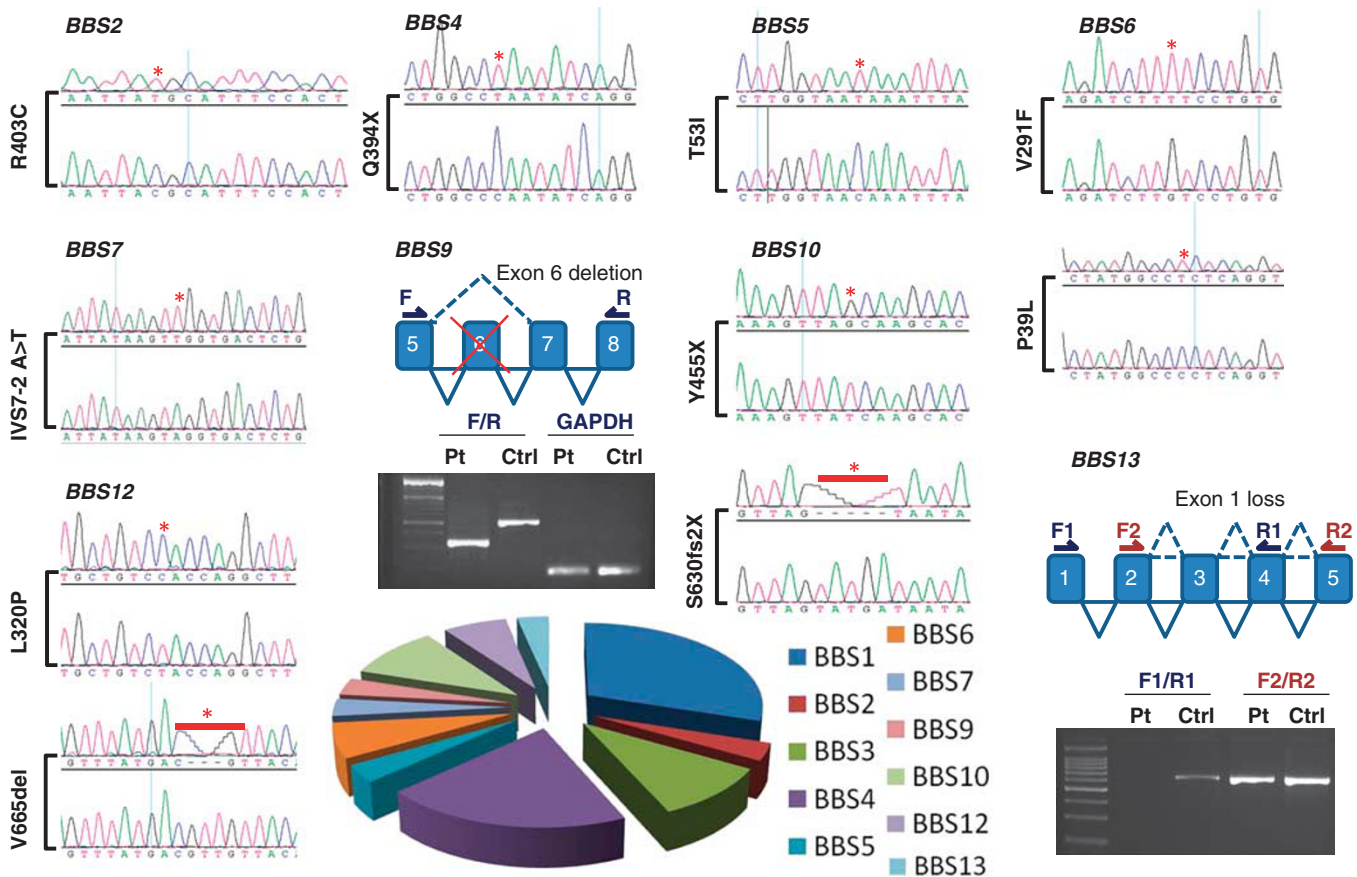 BBS2
*
A A T T A T G C A T T T C C A C T
R403C
A A T T A C G C A T T T C C A C T
BBS4
*
C T G G C C T A A T A T C A G G
Q394X
C T G G C C C A A T A T C A G G
BBS5
*
C T T G G T A A T A A A T T T A
T53I
C T T G G T A A C A A A T T T A
BBS6
*
A G A T C T T T T C C T G T G
V291F
A G A T C T T G T C C T G T G
*
C T A T G G C C T C T C A G G T
P39L
C T A T G G C C C C T C A G G T
BBS7
*
A T T A T A A G T T G G T G A C T C T G
IVS7-2 A>T
A T T A T A A G T A G G T G A C T C T G
BBS9
Exon 6 deletion
F R
5 6 7 8
F/R GAPDH
Pt Ctrl Pt Ctrl
BBS10
*
A A A G T T A G C A A G C A C
Y455X
A A A G T T A T C A A G C A C
*
G T T A G - - - - - T A A T A
S630fs2X
G T T A G T A T G A T A A T A
BBS12
*
T G C T G T C C A C C A G G C T T
L320P
T G C T G T C T A C C A G G C T T
*
G T T T A T G A C - - - G T T A C
V665del
G T T T A T G A C G T T G T T A C
BBS13
Exon 1 loss
F1 F2 R1 R2
1 2 3 4 5
F1/R1 F2/R2
Pt Ctrl Pt Ctrl
BBS1
BBS2
BBS3
BBS4
BBS5
BBS6
BBS7
BBS9
BBS10
BBS12
BBS13